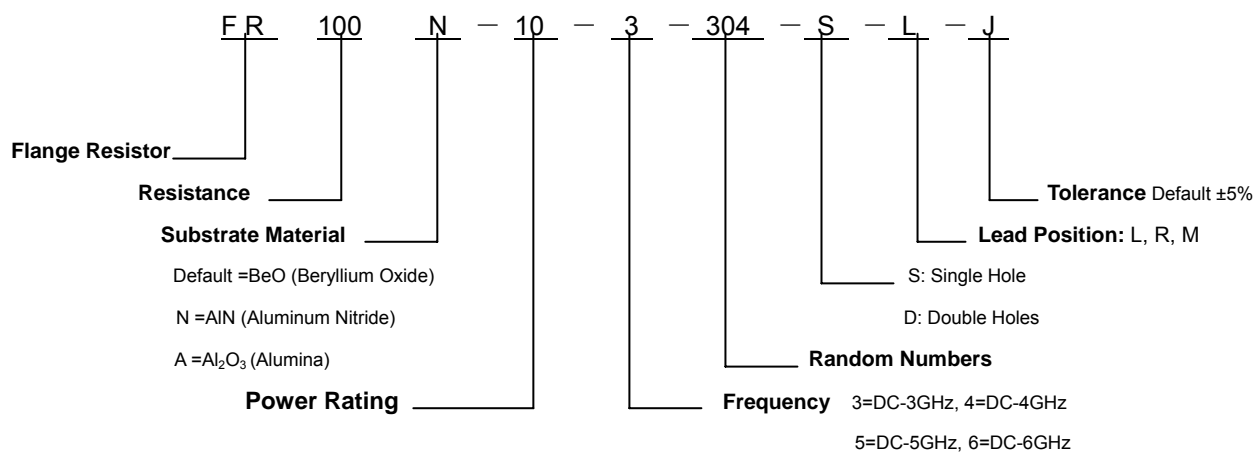 FR 100 N — 10 — 3 — 304 — S — L — J
Flange Resistor
Resistance
Tolerance Default ±5%
Substrate Material
Lead Position: L, R, M
Default =BeO (Beryllium Oxide)
S: Single Hole
N =AlN (Aluminum Nitride)
D: Double Holes
A =Al₂O₃ (Alumina)
Random Numbers
Power Rating
Frequency 3=DC-3GHz, 4=DC-4GHz
5=DC-5GHz, 6=DC-6GHz